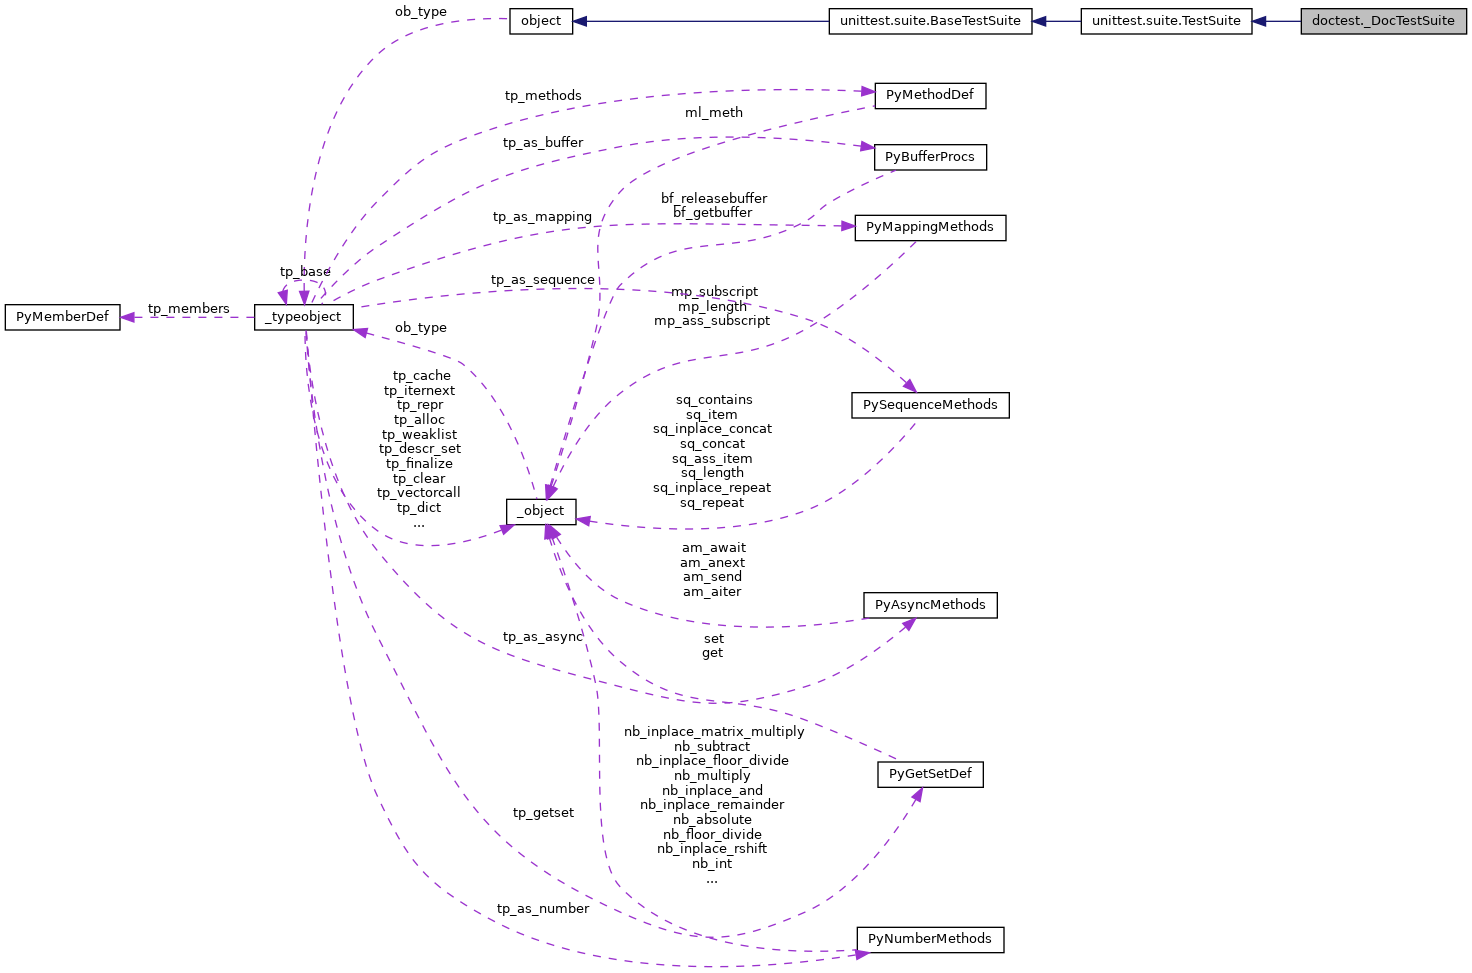 ob_type
object
unittest.suite.BaseTestSuite
unittest.suite.TestSuite
doctest._DocTestSuite
tp_methods
PyMethodDef
ml_meth
tp_as_buffer
PyBufferProcs
bf_releasebuffer
bf_getbuffer
tp_as_mapping
PyMappingMethods
tp_base
tp_as_sequence
mp_subscript
mp_length
mp_ass_subscript
PyMemberDef
tp_members
_typeobject
ob_type
tp_cache
tp_iternext
tp_repr
tp_alloc
tp_weaklist
tp_descr_set
tp_finalize
tp_clear
tp_vectorcall
tp_dict
...
sq_contains
sq_item
sq_inplace_concat
sq_concat
sq_ass_item
sq_length
sq_inplace_repeat
sq_repeat
PySequenceMethods
_object
am_await
am_anext
am_send
am_aiter
PyAsyncMethods
tp_as_async
set
get
nb_inplace_matrix_multiply
nb_subtract
nb_inplace_floor_divide
nb_multiply
nb_inplace_and
nb_inplace_remainder
nb_absolute
nb_floor_divide
nb_inplace_rshift
nb_int
...
PyGetSetDef
tp_getset
tp_as_number
PyNumberMethods